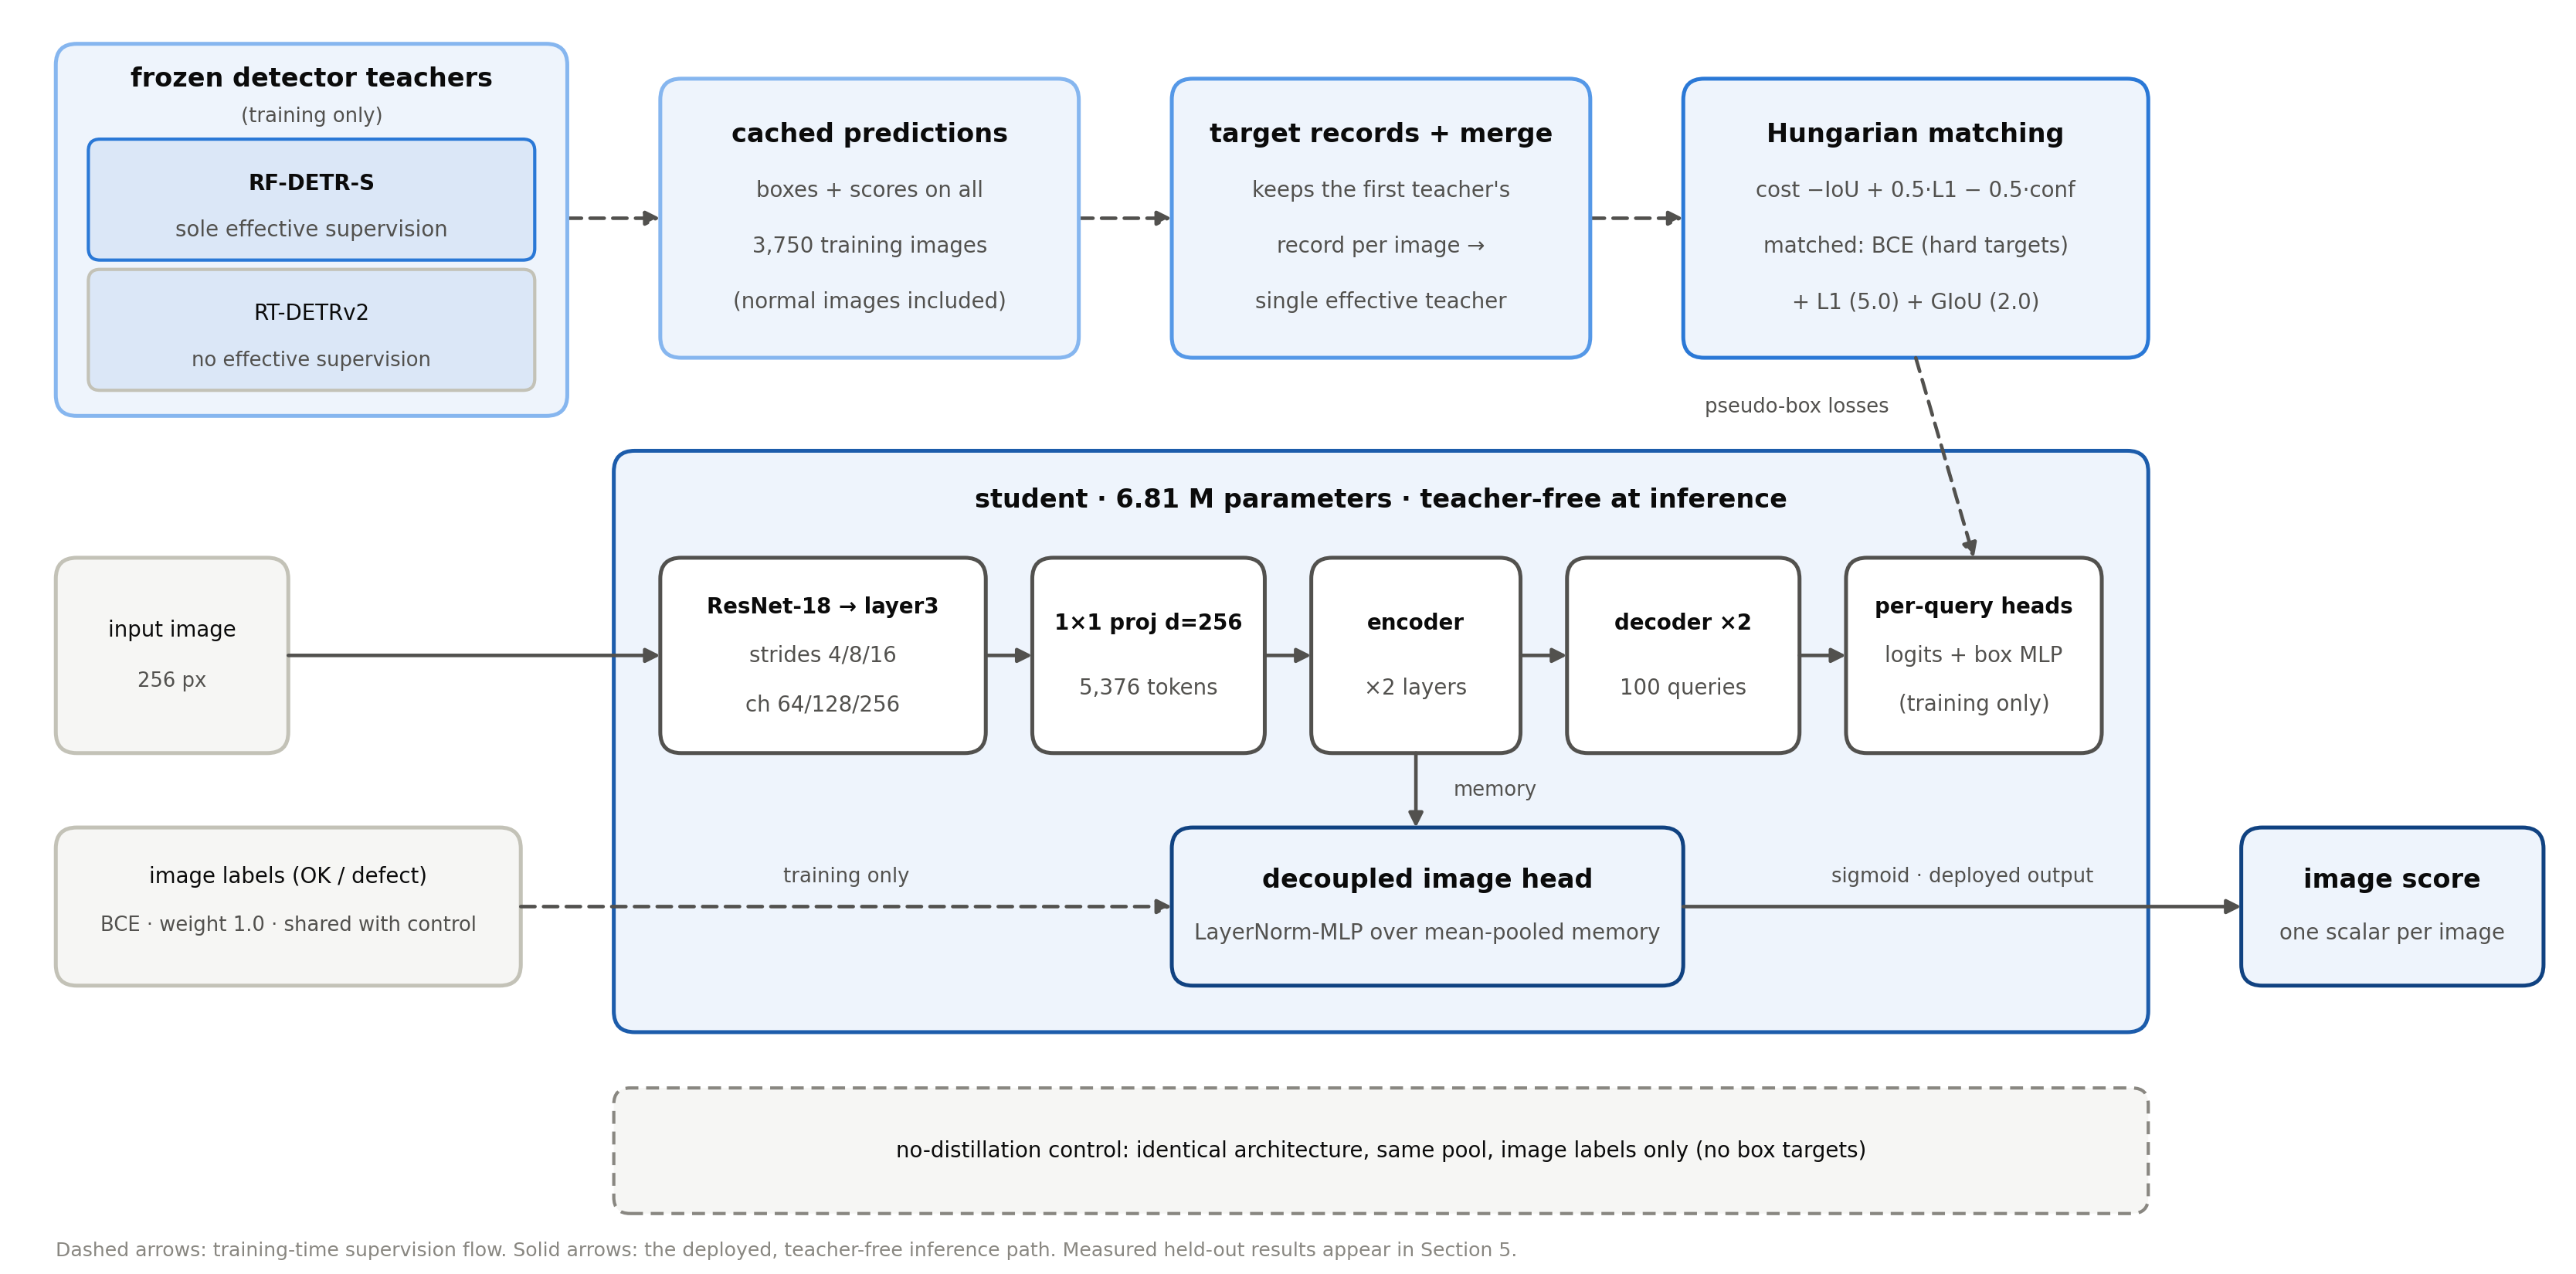 frozen detector teachers
(training only)
RF-DETR-S
sole effective supervision
RT-DETRv2
no effective supervision
cached predictions
boxes + scores on all
3,750 training images
(normal images included)
target records + merge
keeps the first teacher's
record per image →
single effective teacher
Hungarian matching
cost −IoU + 0.5·L1 − 0.5·conf
matched: BCE (hard targets)
+ L1 (5.0) + GIoU (2.0)
pseudo-box losses
student · 6.81 M parameters · teacher-free at inference
input image
256 px
ResNet-18 → layer3
strides 4/8/16
ch 64/128/256
1×1 proj d=256
5,376 tokens
encoder
×2 layers
decoder ×2
100 queries
per-query heads
logits + box MLP
(training only)
memory
image labels (OK / defect)
BCE · weight 1.0 · shared with control
training only
decoupled image head
LayerNorm-MLP over mean-pooled memory
sigmoid · deployed output
image score
one scalar per image
no-distillation control: identical architecture, same pool, image labels only (no box targets)
Dashed arrows: training-time supervision flow. Solid arrows: the deployed, teacher-free inference path. Measured held-out results appear in Section 5.